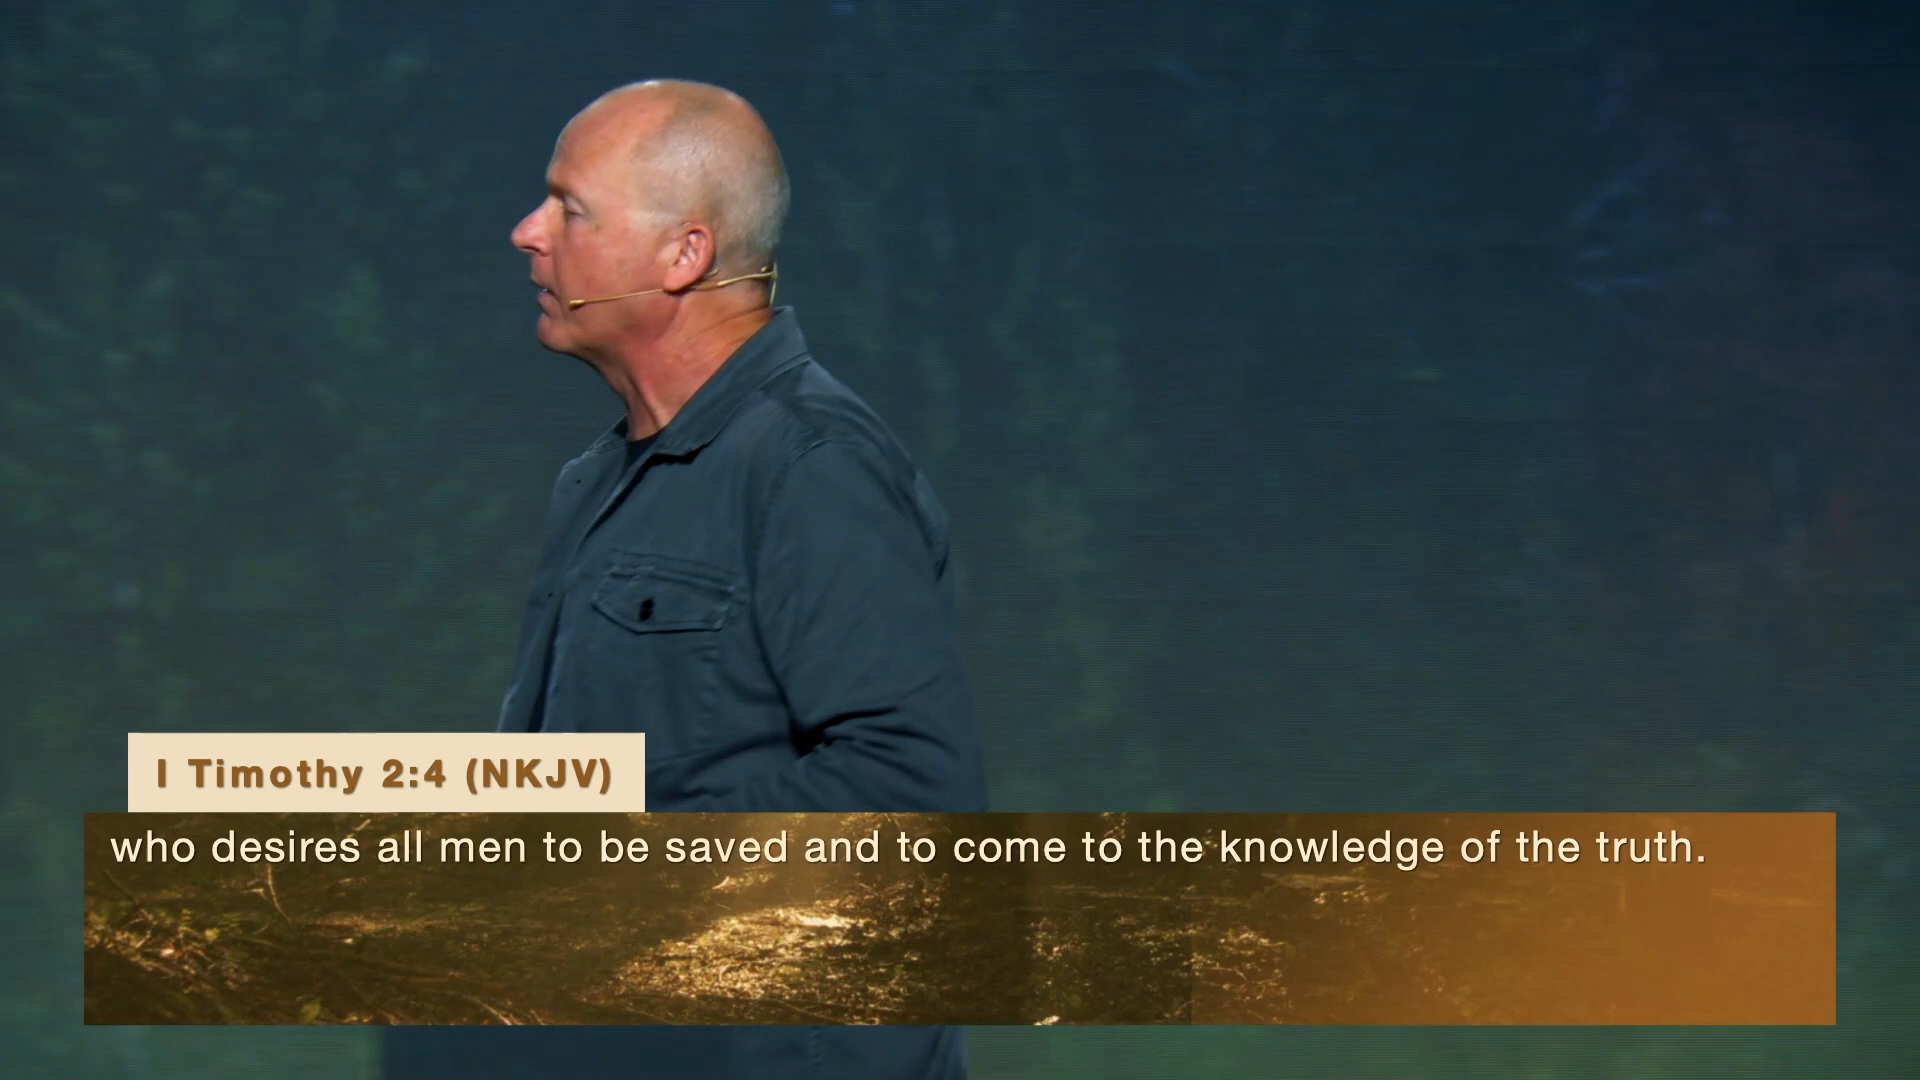 I Timothy 2:4 (NKJV)
who desires all men to be saved and to come to the knowledge of the truth.